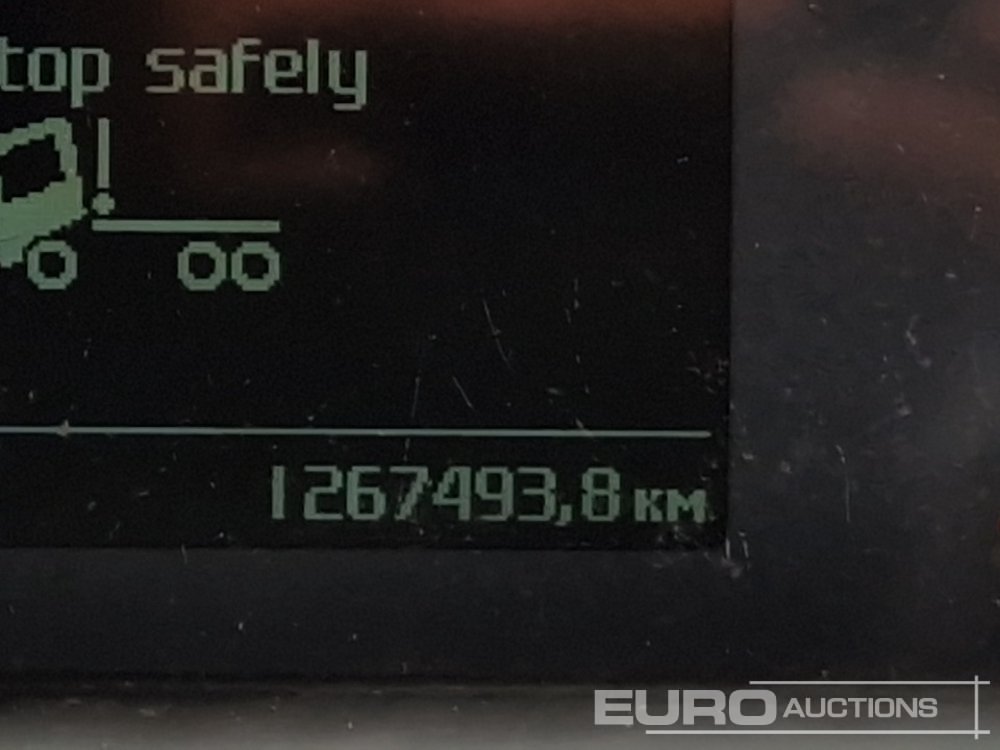 top safely
!
1267493,8 км
EURO AUCTIONS